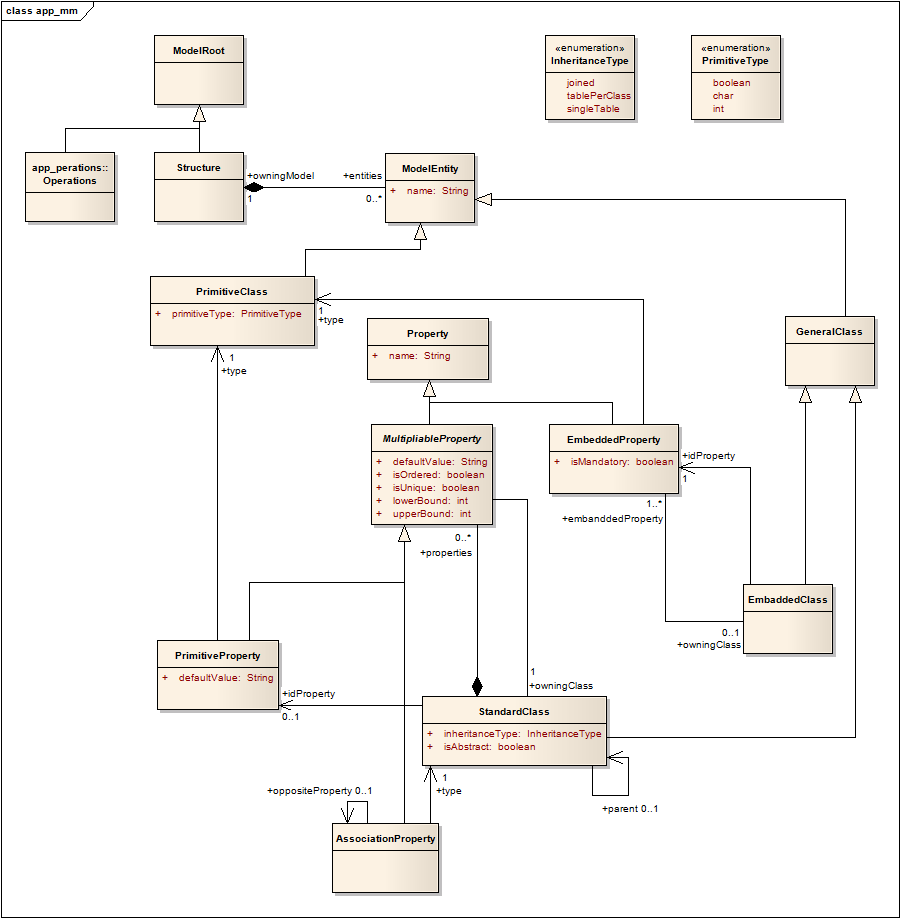 class app_mm
ModelRoot
«enumeration»
InheritanceType
joined
tablePerClass
singleTable
«enumeration»
PrimitiveType
boolean
char
int
app_perations::
Operations
Structure
+owningModel
1
+entities
0..*
ModelEntity
+ name: String
PrimitiveClass
+ primitiveType: PrimitiveType
1
+type
1
+type
Property
+ name: String
GeneralClass
MultipliableProperty
+ defaultValue: String
+ isOrdered: boolean
+ isUnique: boolean
+ lowerBound: int
+ upperBound: int
EmbeddedProperty
+ isMandatory: boolean
+idProperty
1
1..*
+embanddedProperty
0..*
+properties
EmbaddedClass
0..1
+owningClass
PrimitiveProperty
+ defaultValue: String
+idProperty
0..1
1
+owningClass
StandardClass
+ inheritanceType: InheritanceType
+ isAbstract: boolean
1
+type
+parent 0..1
+oppositeProperty 0..1
AssociationProperty